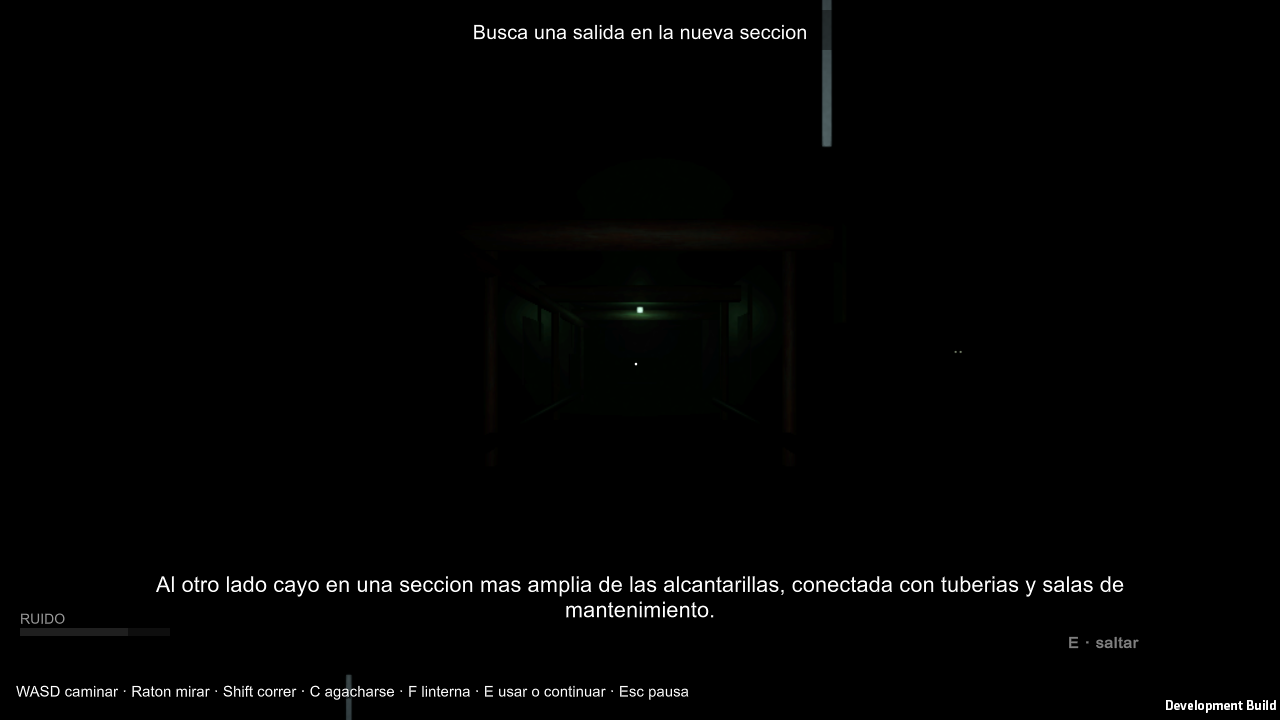 Busca una salida en la nueva seccion
Al otro lado cayo en una seccion mas amplia de las alcantarillas, conectada con tuberias y salas de
mantenimiento.
RUIDO
E · saltar
WASD caminar · Raton mirar · Shift correr · C agacharse · F linterna · E usar o continuar · Esc pausa
Development Build